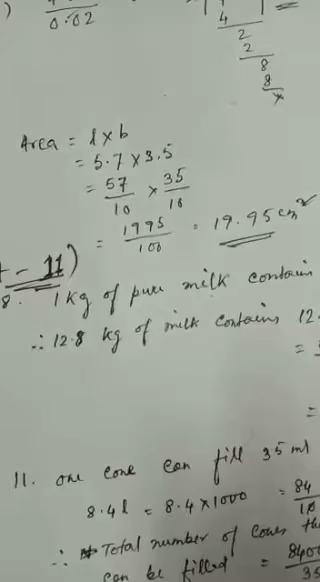 )
0.02
4
2
2
8
8
x
Area = l x b
= 5.7 x 3.5
= 57/10 x 35/10
= 1995/100 = 19.95 cm²
- 11)
8. 1 kg of pure milk contains
∴ 12.8 kg of milk contains 12.
=
=
11. one cone can fill 35 ml
8.4 l = 8.4 x 1000 = 84/10
∴ Total number of cones
can be filled = 840/35